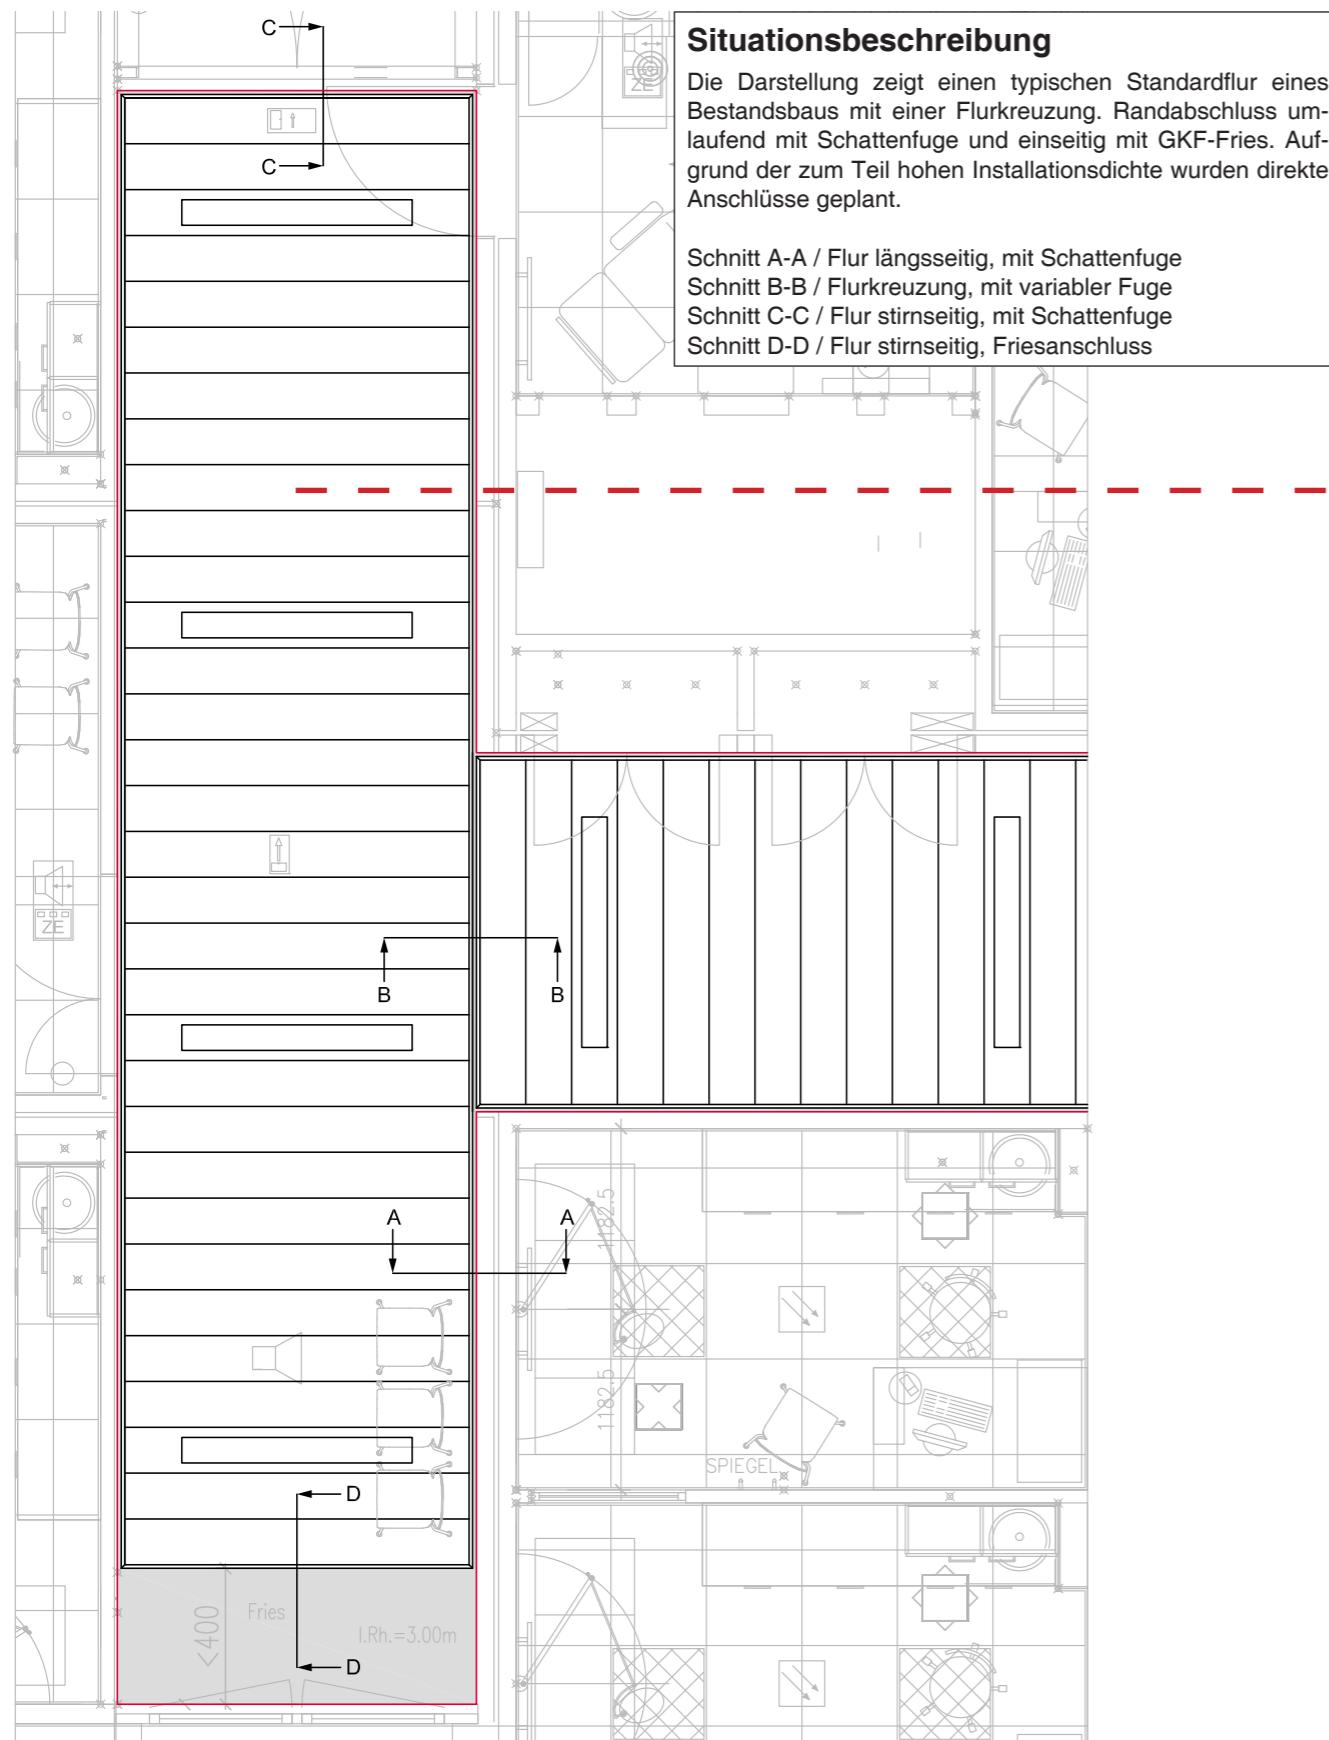 Situationsbeschreibung
Die Darstellung zeigt einen typischen Standardflur eines
Bestandsbaus mit einer Flurkreuzung. Randabschluss um-
laufend mit Schattenfuge und einseitig mit GKF-Fries. Auf-
grund der zum Teil hohen Installationsdichte wurden direkte
Anschlüsse geplant.
Schnitt A-A / Flur längsseitig, mit Schattenfuge
Schnitt B-B / Flurkreuzung, mit variabler Fuge
Schnitt C-C / Flur stirnseitig, mit Schattenfuge
Schnitt D-D / Flur stirnseitig, Friesanschluss
C
C
ZE
ZE
B
B
A
A
1182.5
1182.5
SPIEGEL
D
D
<400
Fries
l.Rh.=3.00m